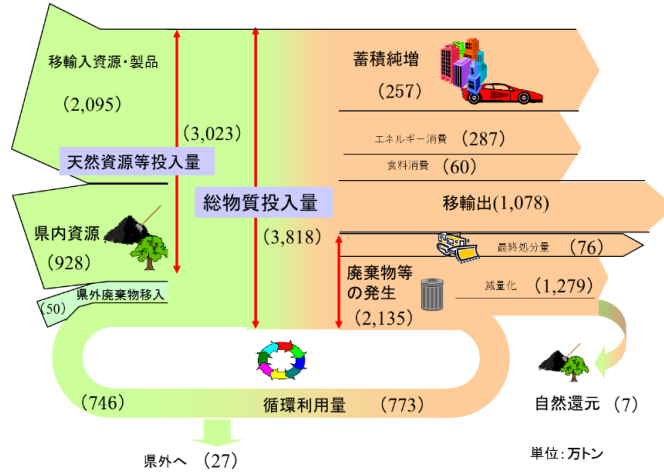 移輸入資源・製品
(2,095)
(3,023)
天然資源等投入量
県内資源
(928)
(50)
県外廃棄物移入
総物質投入量
(3,818)
蓄積純増
(257)
エネルギー消費 (287)
食料消費 (60)
移輸出(1,078)
最終処分量 (76)
廃棄物等
の発生
(2,135)
減量化 (1,279)
(746)
循環利用量 (773)
自然還元 (7)
県外へ (27)
単位：万トン